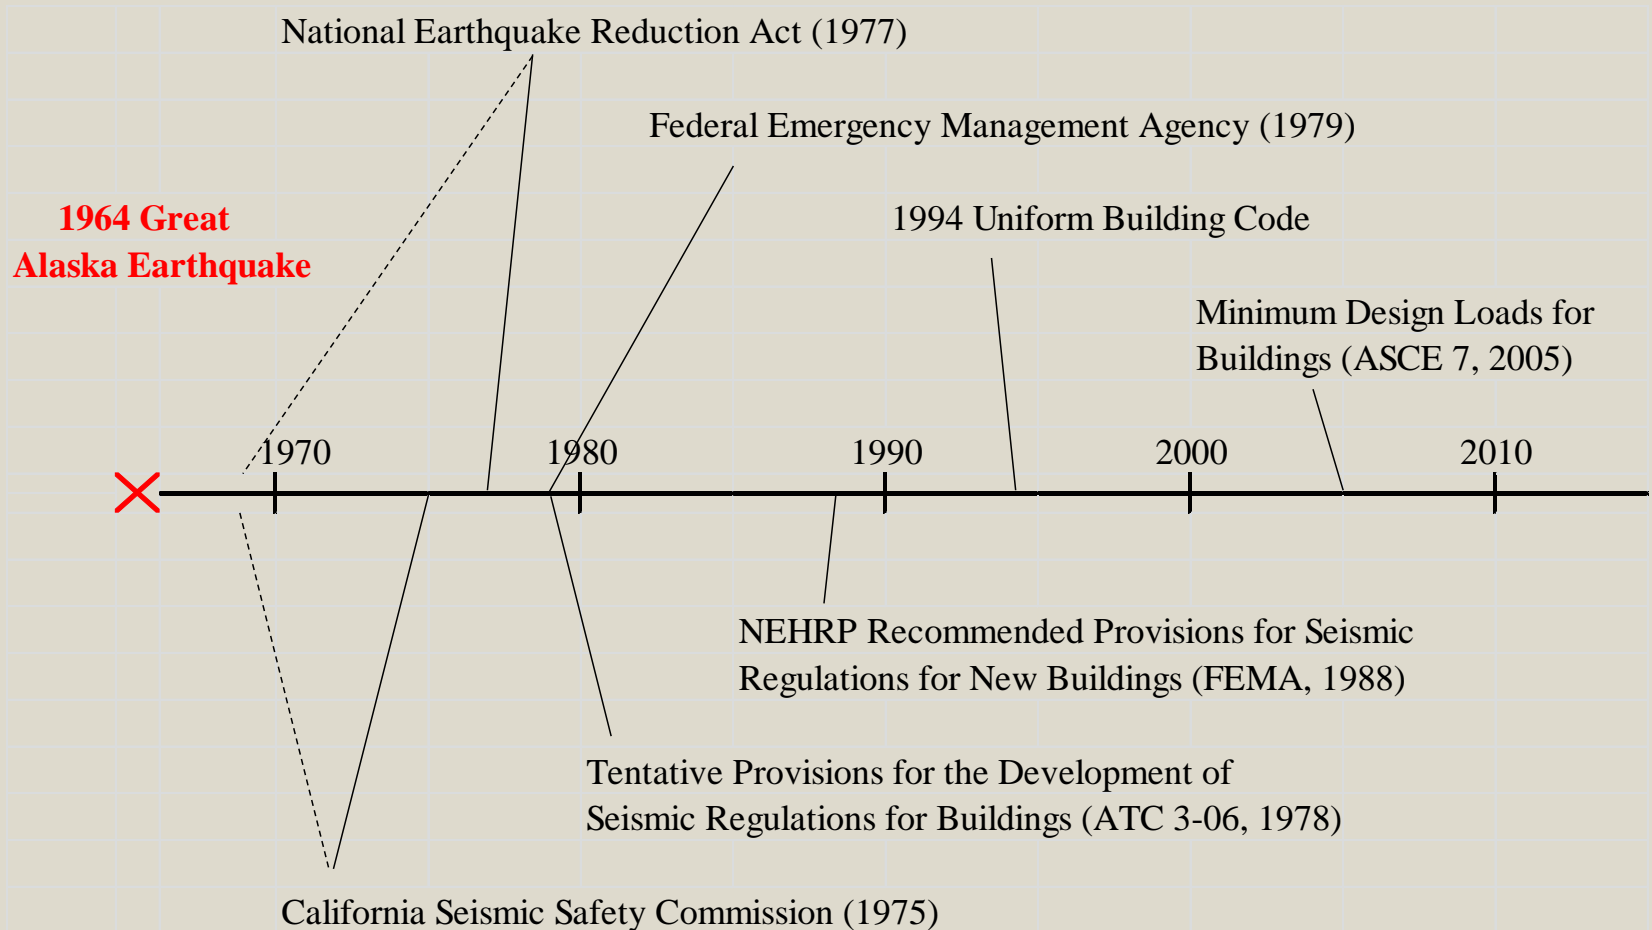 National Earthquake Reduction Act (1977)
Federal Emergency Management Agency (1979)
1964 Great
Alaska Earthquake
1994 Uniform Building Code
Minimum Design Loads for
Buildings (ASCE 7, 2005)
1970 1980 1990 2000 2010
NEHRP Recommended Provisions for Seismic
Regulations for New Buildings (FEMA, 1988)
Tentative Provisions for the Development of
Seismic Regulations for Buildings (ATC 3-06, 1978)
California Seismic Safety Commission (1975)